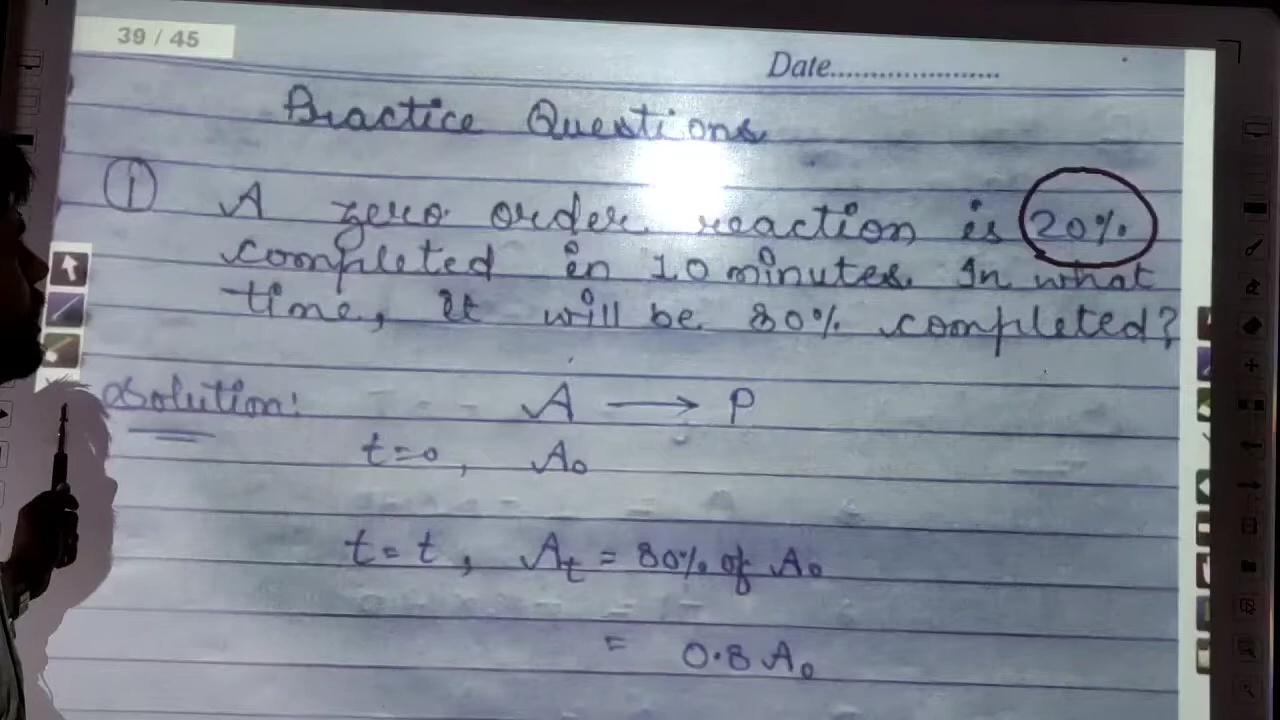 39 / 45
Date......................
Practice Questions
① A zero order reaction is 20%
completed in 10 minutes. In what
time, it will be 80% completed?
Solution:
A → P
t=0, A₀
t=t, Aₜ = 80% of A₀
= 0.8 A₀